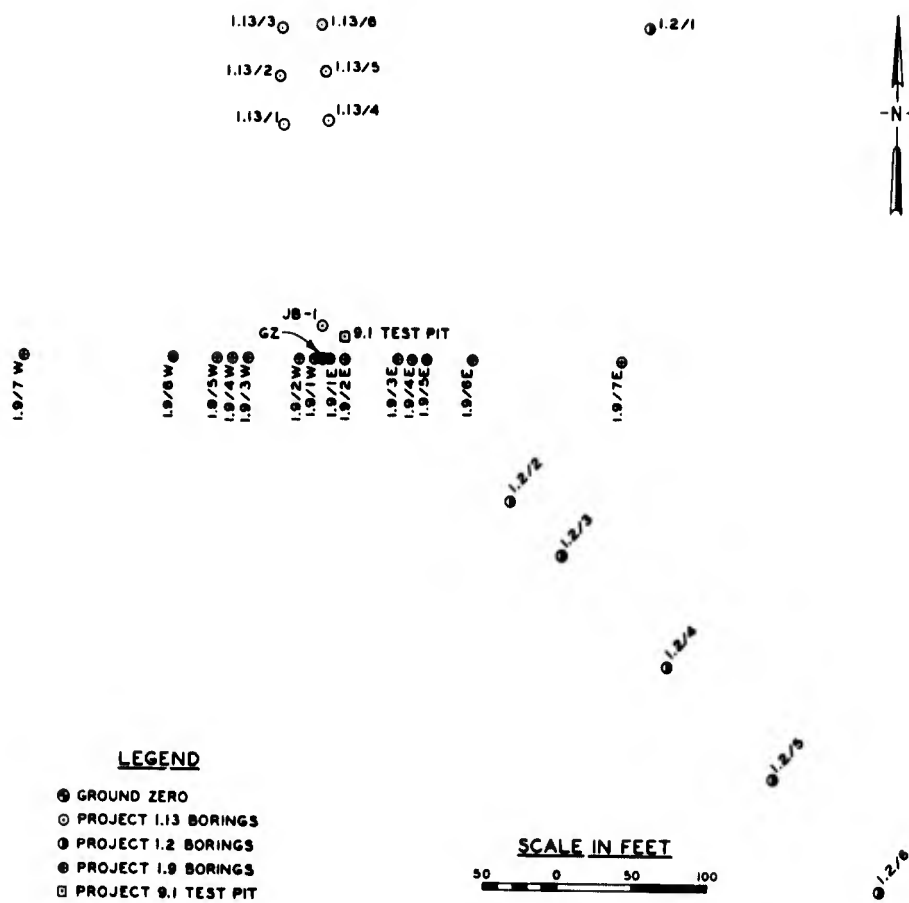 1.13/3 1.13/6 1.2/1
1.13/2 1.13/5
1.13/1 1.13/4
-N-
JB-1
GZ 9.1 TEST PIT
1.9/7 W 1.9/6 W 1.9/5W 1.9/4W 1.9/3W 1.9/2W 1.9/1W 1.9/1E 1.9/2E 1.9/3E 1.9/4E 1.9/5E 1.9/6E 1.9/7E
1.2/2
1.2/3
1.2/4
1.2/5
1.2/6
LEGEND
GROUND ZERO
PROJECT 1.13 BORINGS
PROJECT 1.2 BORINGS
PROJECT 1.9 BORINGS
PROJECT 9.1 TEST PIT
SCALE IN FEET
50 0 50 100